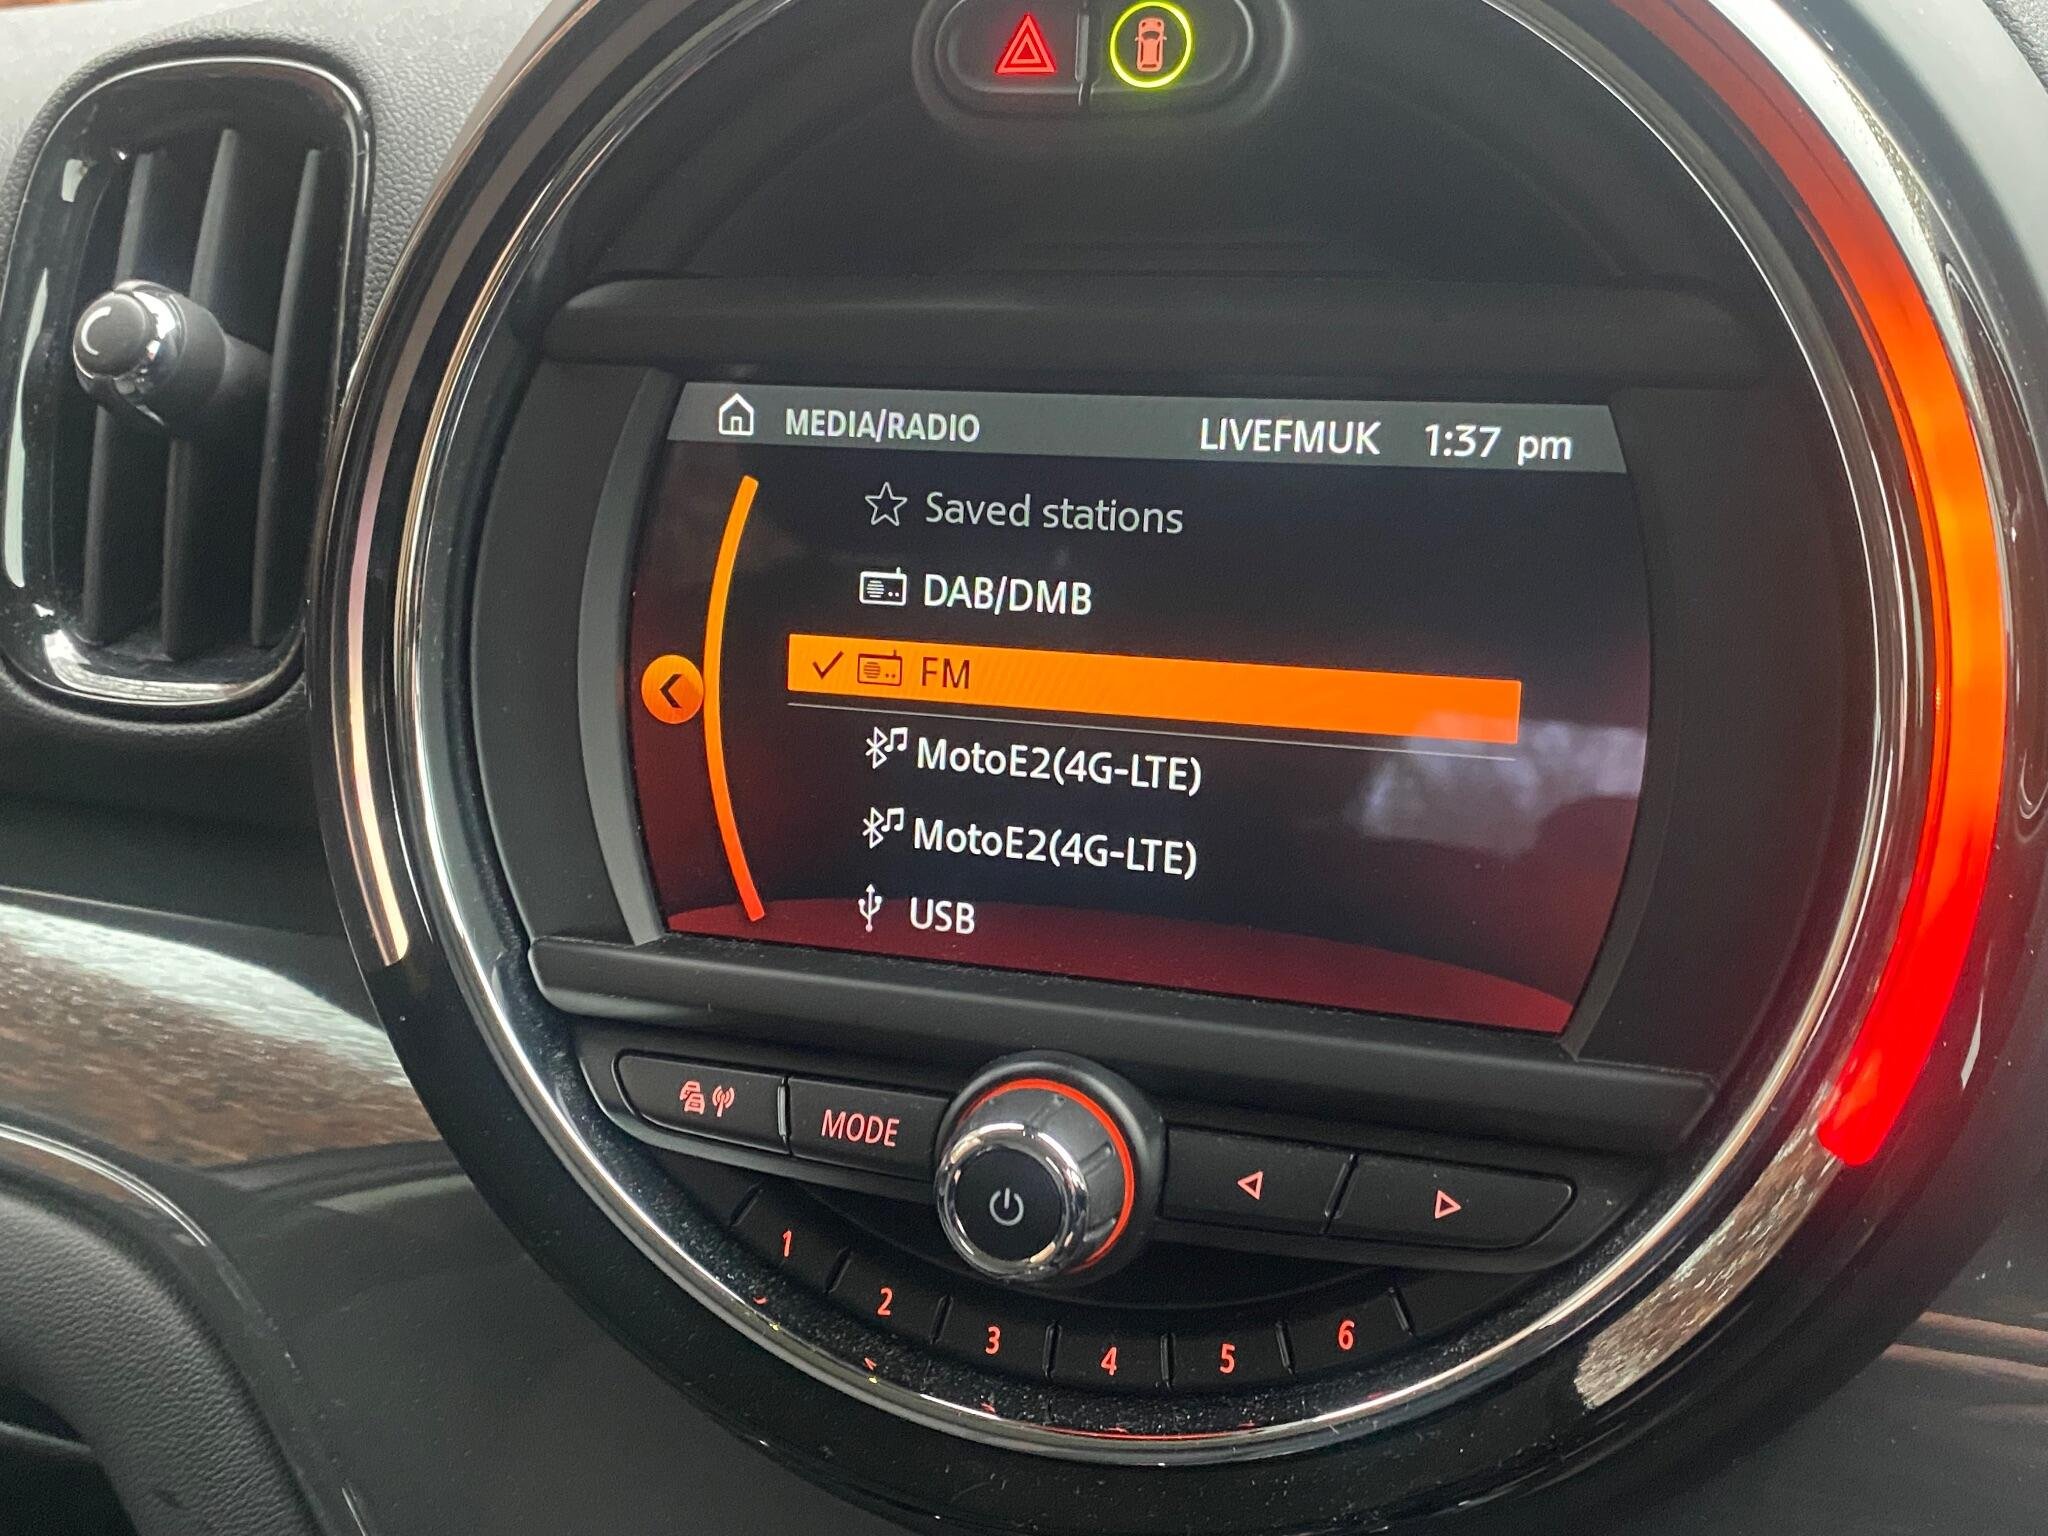 MEDIA/RADIO LIVEFMUK 1:37 pm
Saved stations
DAB/DMB
FM
MotoE2(4G-LTE)
MotoE2(4G-LTE)
USB
MODE
1 2 3 4 5 6